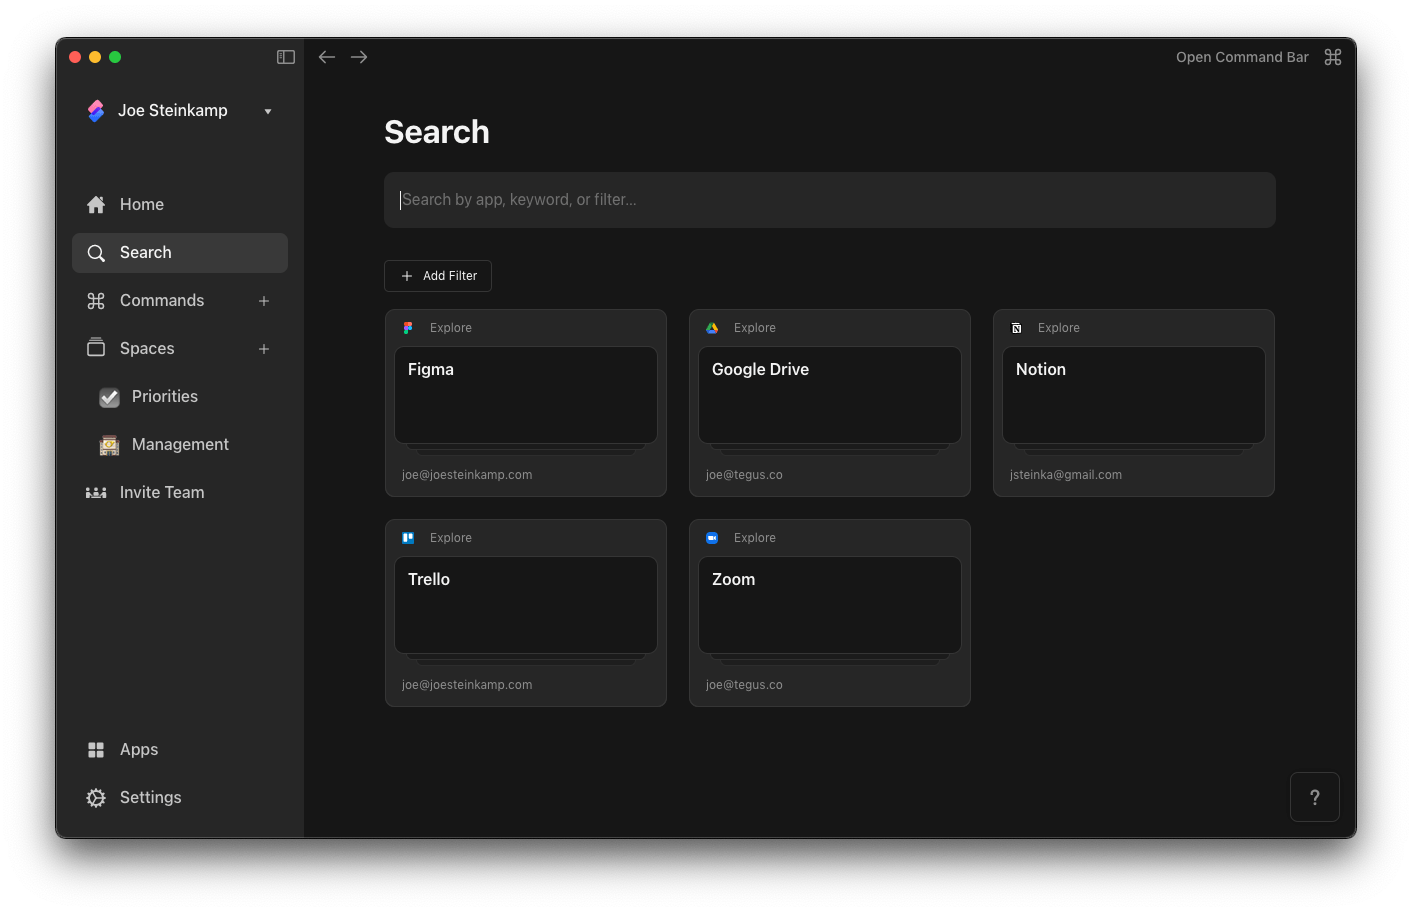 Open Command Bar
Joe Steinkamp
Home
Search
Commands
Spaces
Priorities
Management
Invite Team
Apps
Settings
Search
Search by app, keyword, or filter...
+ Add Filter
Explore
Figma
joe@joesteinkamp.com
Explore
Google Drive
joe@tegus.co
Explore
Notion
jsteinka@gmail.com
Explore
Trello
joe@joesteinkamp.com
Explore
Zoom
joe@tegus.co
?